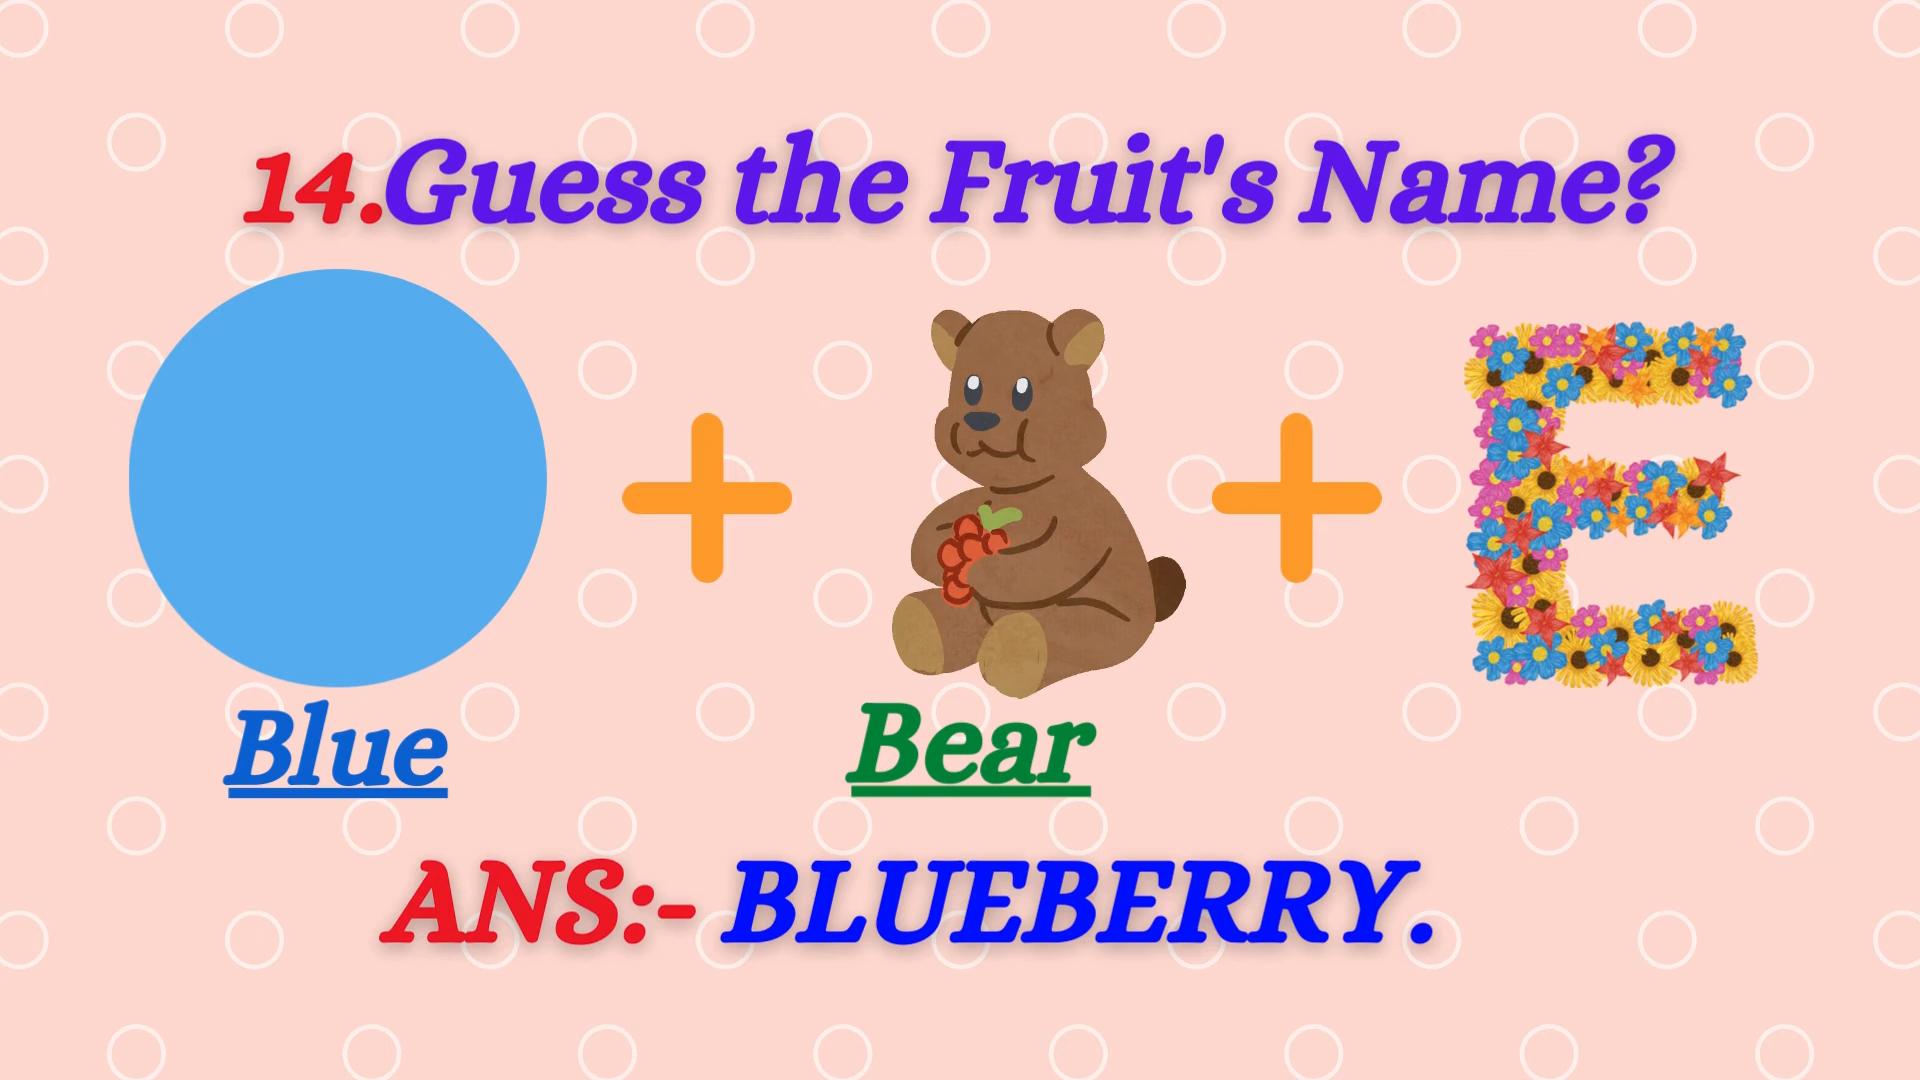 14.Guess the Fruit's Name?
E
Blue
Bear
ANS:- BLUEBERRY.